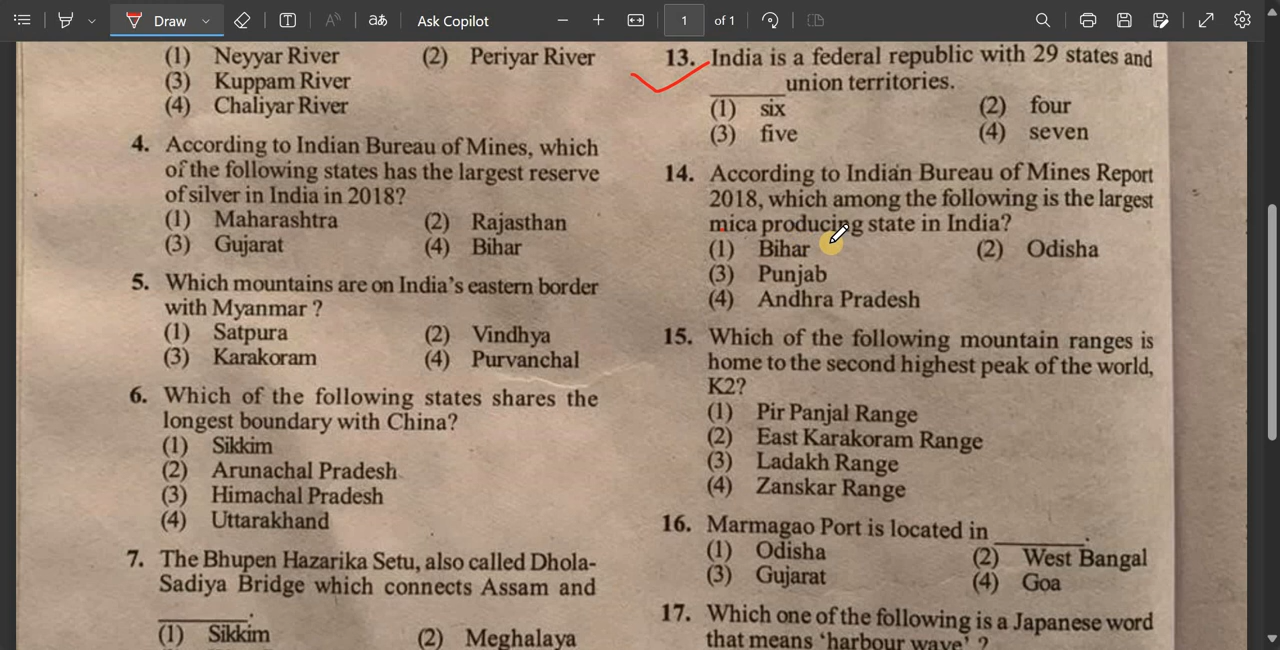 Draw
T
A
aあ
Ask Copilot
1
of 1
(1) Neyyar River (2) Periyar River
(3) Kuppam River
(4) Chaliyar River
4. According to Indian Bureau of Mines, which
of the following states has the largest reserve
of silver in India in 2018?
(1) Maharashtra (2) Rajasthan
(3) Gujarat (4) Bihar
5. Which mountains are on India's eastern border
with Myanmar ?
(1) Satpura (2) Vindhya
(3) Karakoram (4) Purvanchal
6. Which of the following states shares the
longest boundary with China?
(1) Sikkim
(2) Arunachal Pradesh
(3) Himachal Pradesh
(4) Uttarakhand
7. The Bhupen Hazarika Setu, also called Dhola-
Sadiya Bridge which connects Assam and
________.
(1) Sikkim (2) Meghalaya
13. India is a federal republic with 29 states and
_______ union territories.
(1) six (2) four
(3) five (4) seven
14. According to Indian Bureau of Mines Report
2018, which among the following is the largest
mica producing state in India?
(1) Bihar (2) Odisha
(3) Punjab
(4) Andhra Pradesh
15. Which of the following mountain ranges is
home to the second highest peak of the world,
K2?
(1) Pir Panjal Range
(2) East Karakoram Range
(3) Ladakh Range
(4) Zanskar Range
16. Marmagao Port is located in ________.
(1) Odisha (2) West Bangal
(3) Gujarat (4) Goa
17. Which one of the following is a Japanese word
that means 'harbour wave' ?